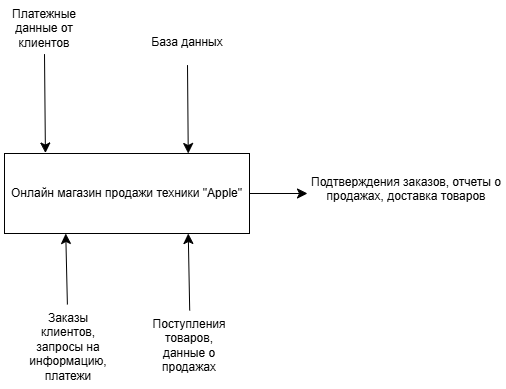 Платежные
данные от
клиентов
База данных
Онлайн магазин продажи техники "Apple"
Подтверждения заказов, отчеты о
продажах, доставка товаров
Заказы
клиентов,
запросы на
информацию,
платежи
Поступления
товаров,
данные о
продажах